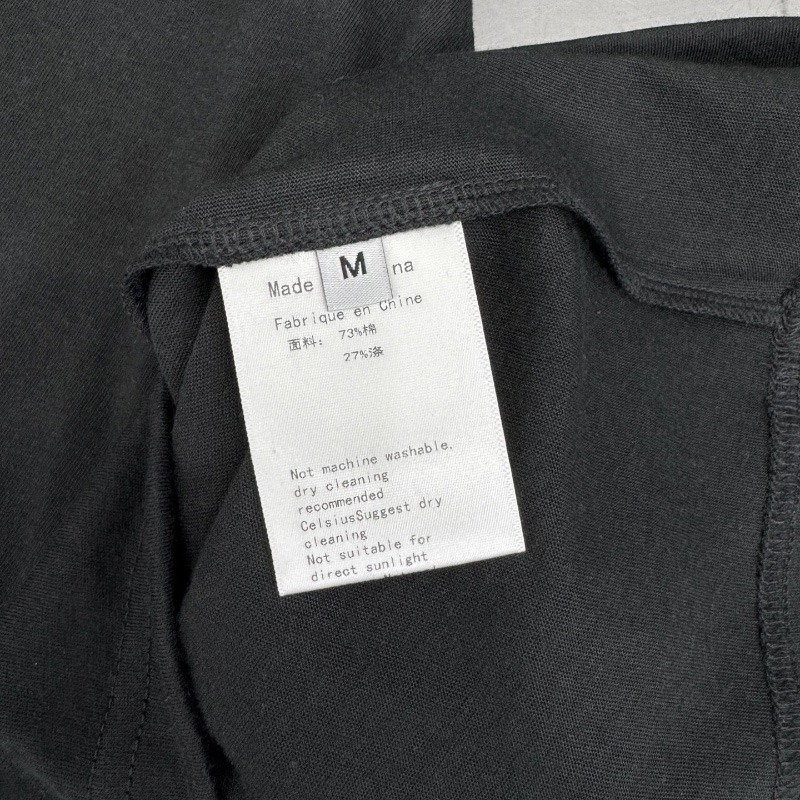 M
Made na
Fabrique en Chine
面料： 73%棉
27%涤
Not machine washable.
dry cleaning
recommended
CelsiusSuggest dry
cleaning
Not suitable for
direct sunlight